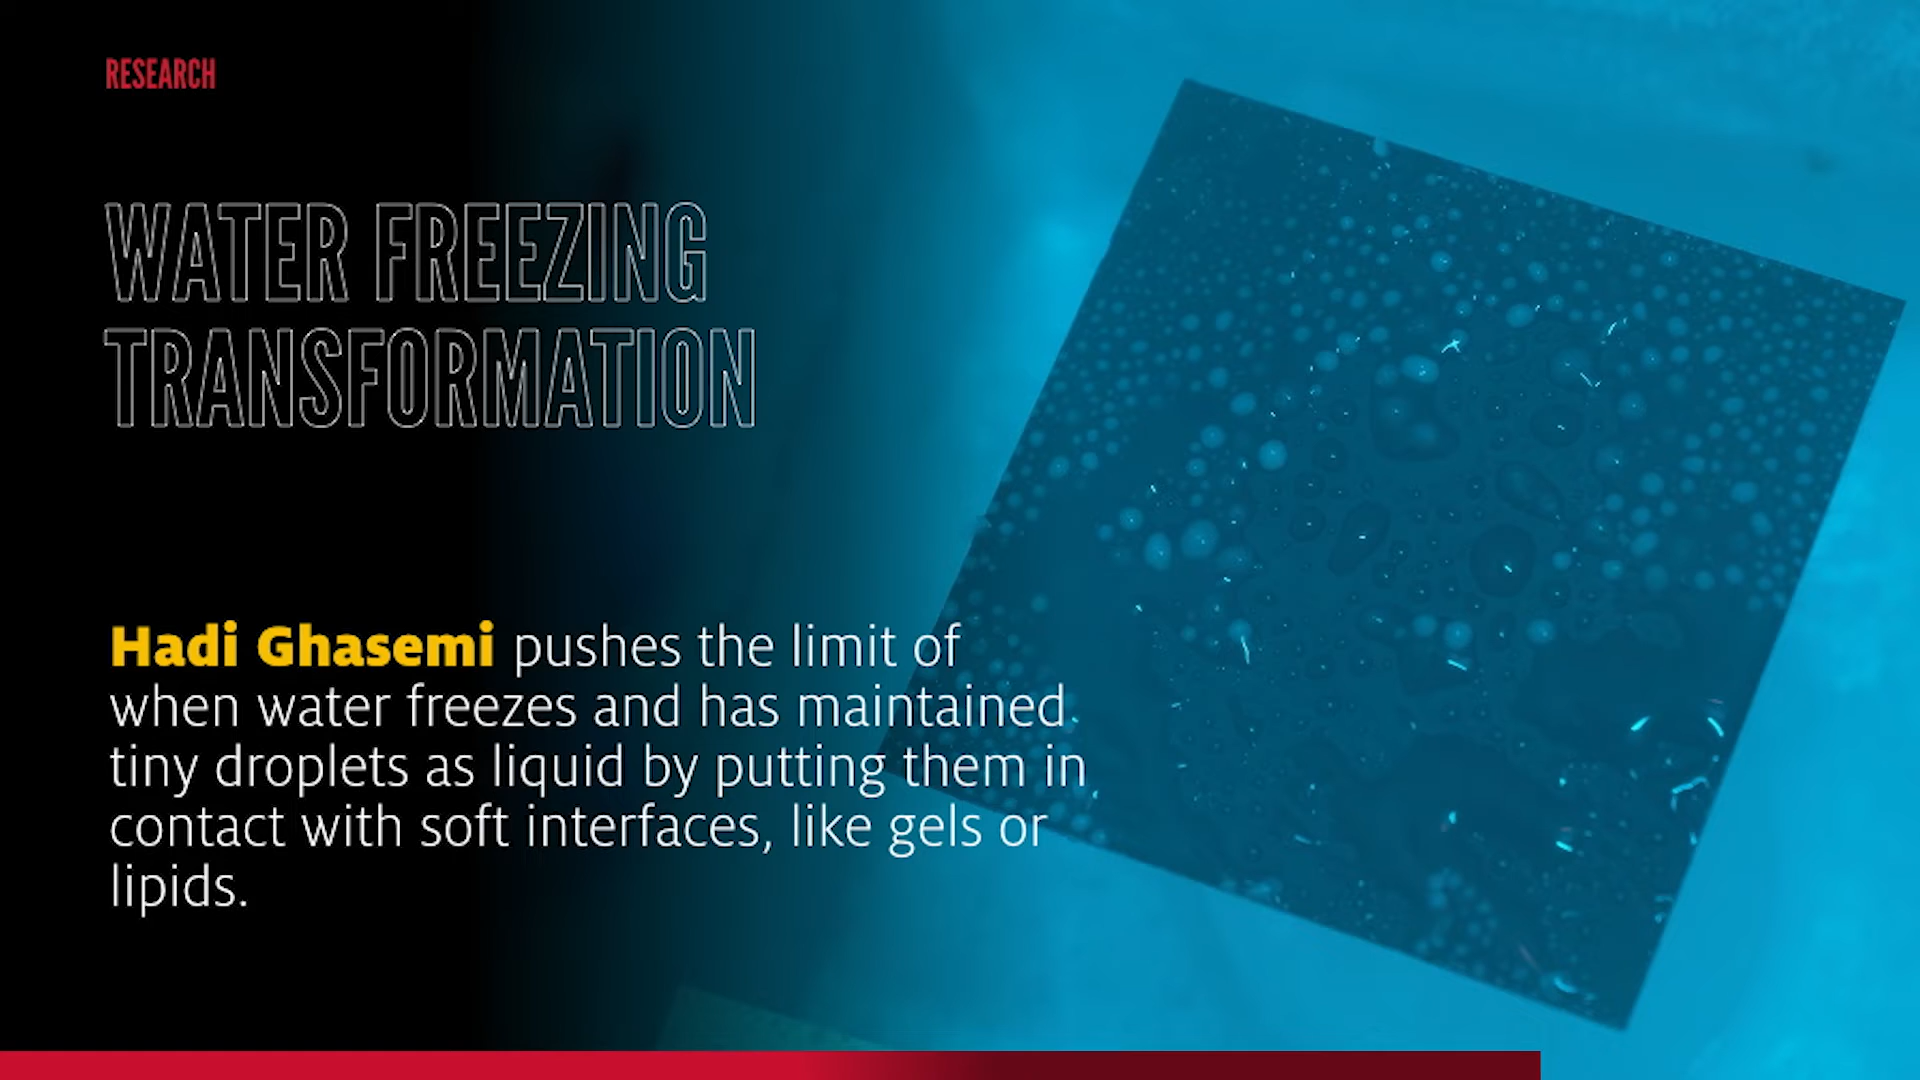 RESEARCH
WATER FREEZING
TRANSFORMATION
Hadi Ghasemi pushes the limit of
when water freezes and has maintained
tiny droplets as liquid by putting them in
contact with soft interfaces, like gels or
lipids.